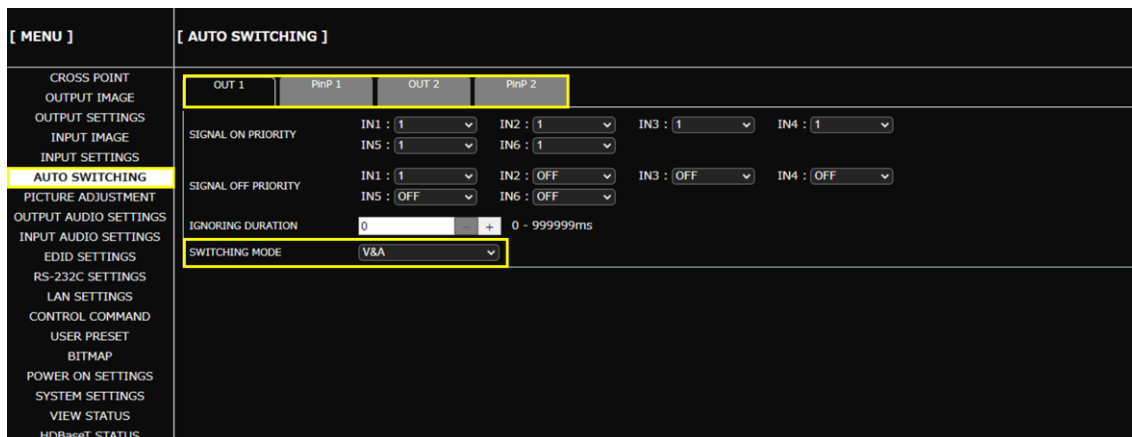 [ MENU ]
[ AUTO SWITCHING ]
CROSS POINT
OUTPUT IMAGE
OUTPUT SETTINGS
INPUT IMAGE
INPUT SETTINGS
AUTO SWITCHING
PICTURE ADJUSTMENT
OUTPUT AUDIO SETTINGS
INPUT AUDIO SETTINGS
EDID SETTINGS
RS-232C SETTINGS
LAN SETTINGS
CONTROL COMMAND
USER PRESET
BITMAP
POWER ON SETTINGS
SYSTEM SETTINGS
VIEW STATUS
HDBaseT STATUS
OUT 1 PinP 1 OUT 2 PinP 2
SIGNAL ON PRIORITY
IN1 : 1 IN2 : 1 IN3 : 1 IN4 : 1
IN5 : 1 IN6 : 1
SIGNAL OFF PRIORITY
IN1 : 1 IN2 : OFF IN3 : OFF IN4 : OFF
IN5 : OFF IN6 : OFF
IGNORING DURATION 0 - + 0 - 999999ms
SWITCHING MODE V&A